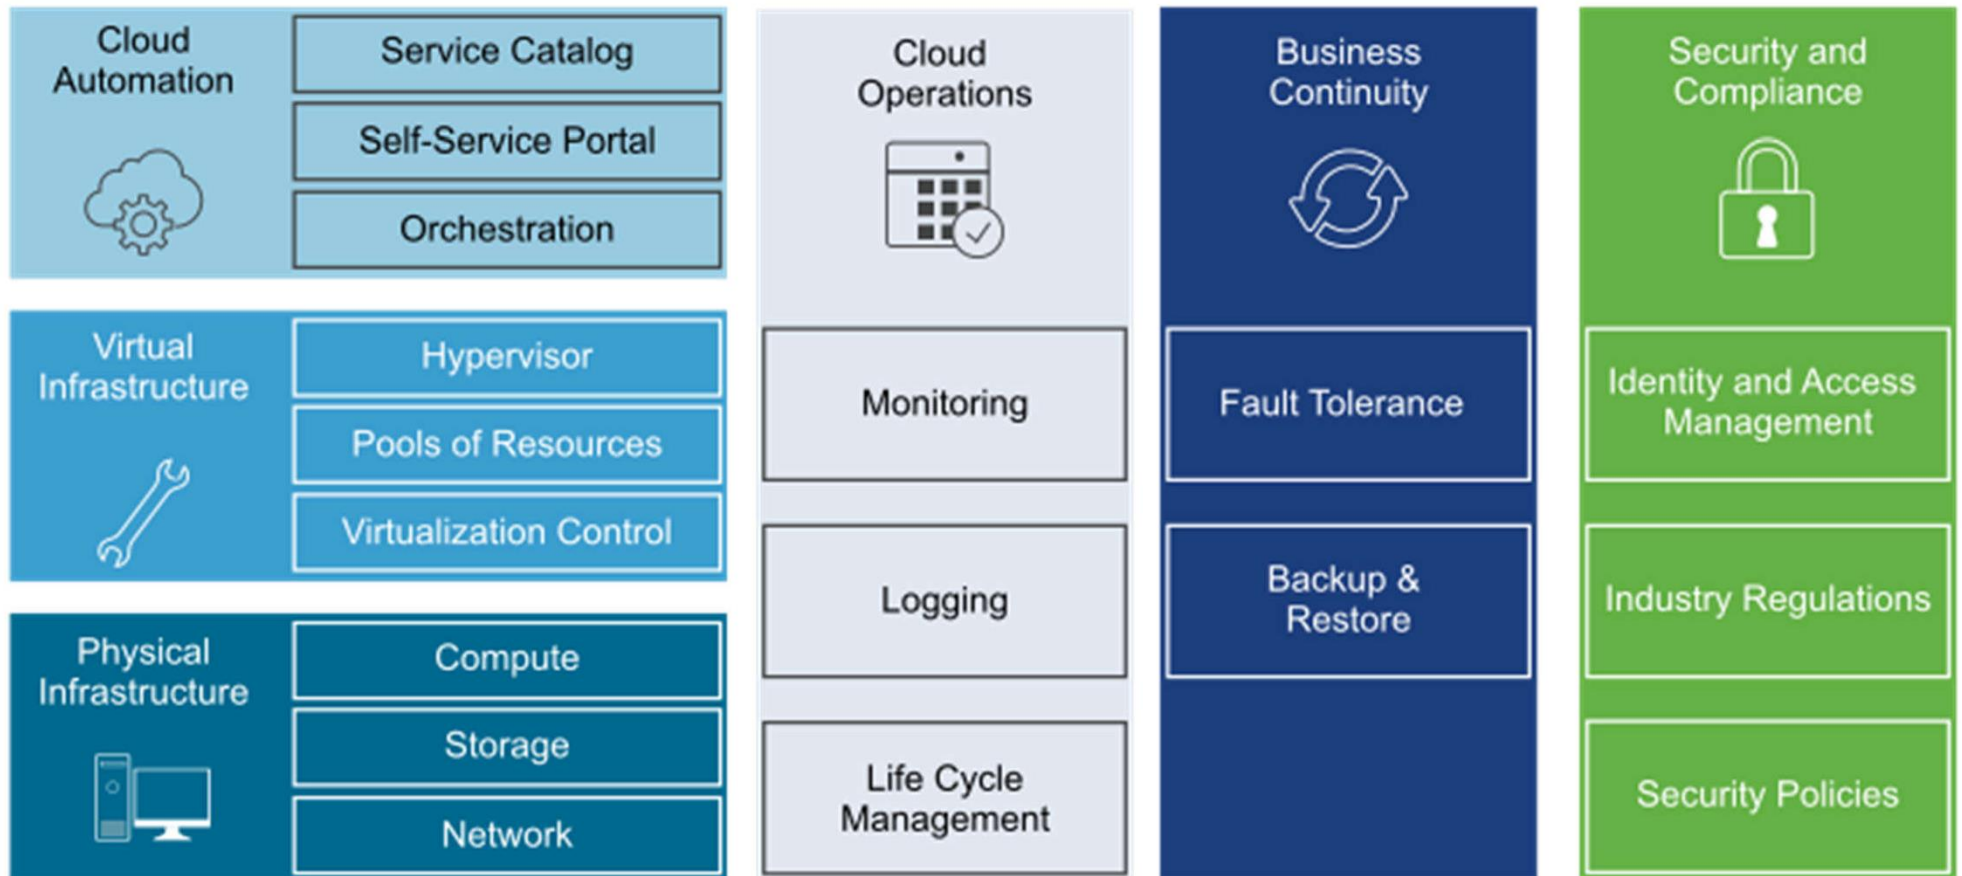 Cloud
Automation
Service Catalog
Self-Service Portal
Orchestration
Virtual
Infrastructure
Hypervisor
Pools of Resources
Virtualization Control
Physical
Infrastructure
Compute
Storage
Network
Cloud
Operations
Monitoring
Logging
Life Cycle
Management
Business
Continuity
Fault Tolerance
Backup &
Restore
Security and
Compliance
Identity and Access
Management
Industry Regulations
Security Policies